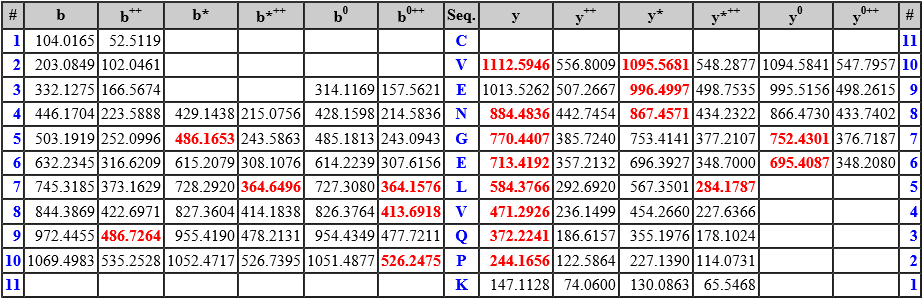 # b b++ b* b*++ b0 b0++ Seq. y y++ y* y*++ y0 y0++ #
1 104.0165 52.5119 C 11
2 203.0849 102.0461 V 1112.5946 556.8009 1095.5681 548.2877 1094.5841 547.7957 10
3 332.1275 166.5674 314.1169 157.5621 E 1013.5262 507.2667 996.4997 498.7535 995.5156 498.2615 9
4 446.1704 223.5888 429.1438 215.0756 428.1598 214.5836 N 884.4836 442.7454 867.4571 434.2322 866.4730 433.7402 8
5 503.1919 252.0996 486.1653 243.5863 485.1813 243.0943 G 770.4407 385.7240 753.4141 377.2107 752.4301 376.7187 7
6 632.2345 316.6209 615.2079 308.1076 614.2239 307.6156 E 713.4192 357.2132 696.3927 348.7000 695.4087 348.2080 6
7 745.3185 373.1629 728.2920 364.6496 727.3080 364.1576 L 584.3766 292.6920 567.3501 284.1787 5
8 844.3869 422.6971 827.3604 414.1838 826.3764 413.6918 V 471.2926 236.1499 454.2660 227.6366 4
9 972.4455 486.7264 955.4190 478.2131 954.4349 477.7211 Q 372.2241 186.6157 355.1976 178.1024 3
10 1069.4983 535.2528 1052.4717 526.7395 1051.4877 526.2475 P 244.1656 122.5864 227.1390 114.0731 2
11 K 147.1128 74.0600 130.0863 65.5468 1